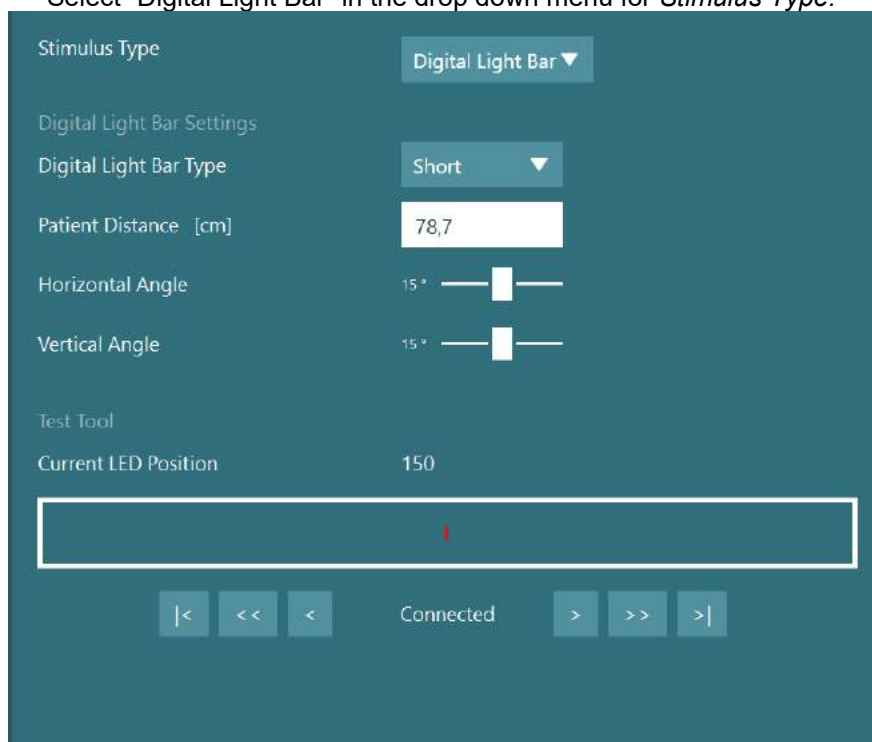 Select "Digital Light Bar" in the drop down menu for Stimulus Type.
Stimulus Type Digital Light Bar ▼
Digital Light Bar Settings
Digital Light Bar Type Short ▼
Patient Distance [cm] 78,7
Horizontal Angle 15 °
Vertical Angle 15 °
Test Tool
Current LED Position 150
|< << < Connected > >> >|